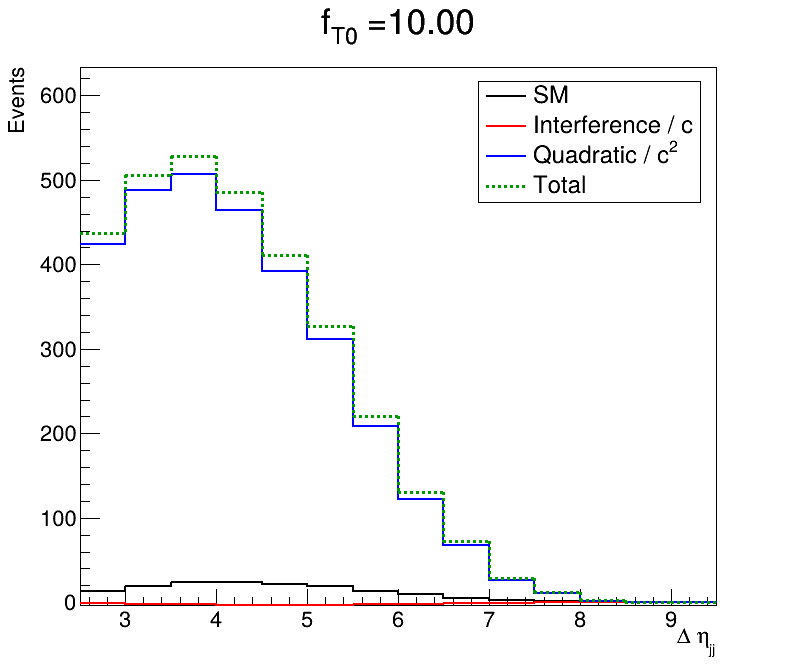 f_T0 =10.00
Events
600
500
400
300
200
100
0
SM
Interference / c
Quadratic / c²
Total
3 4 5 6 7 8 9
Δ η_jj